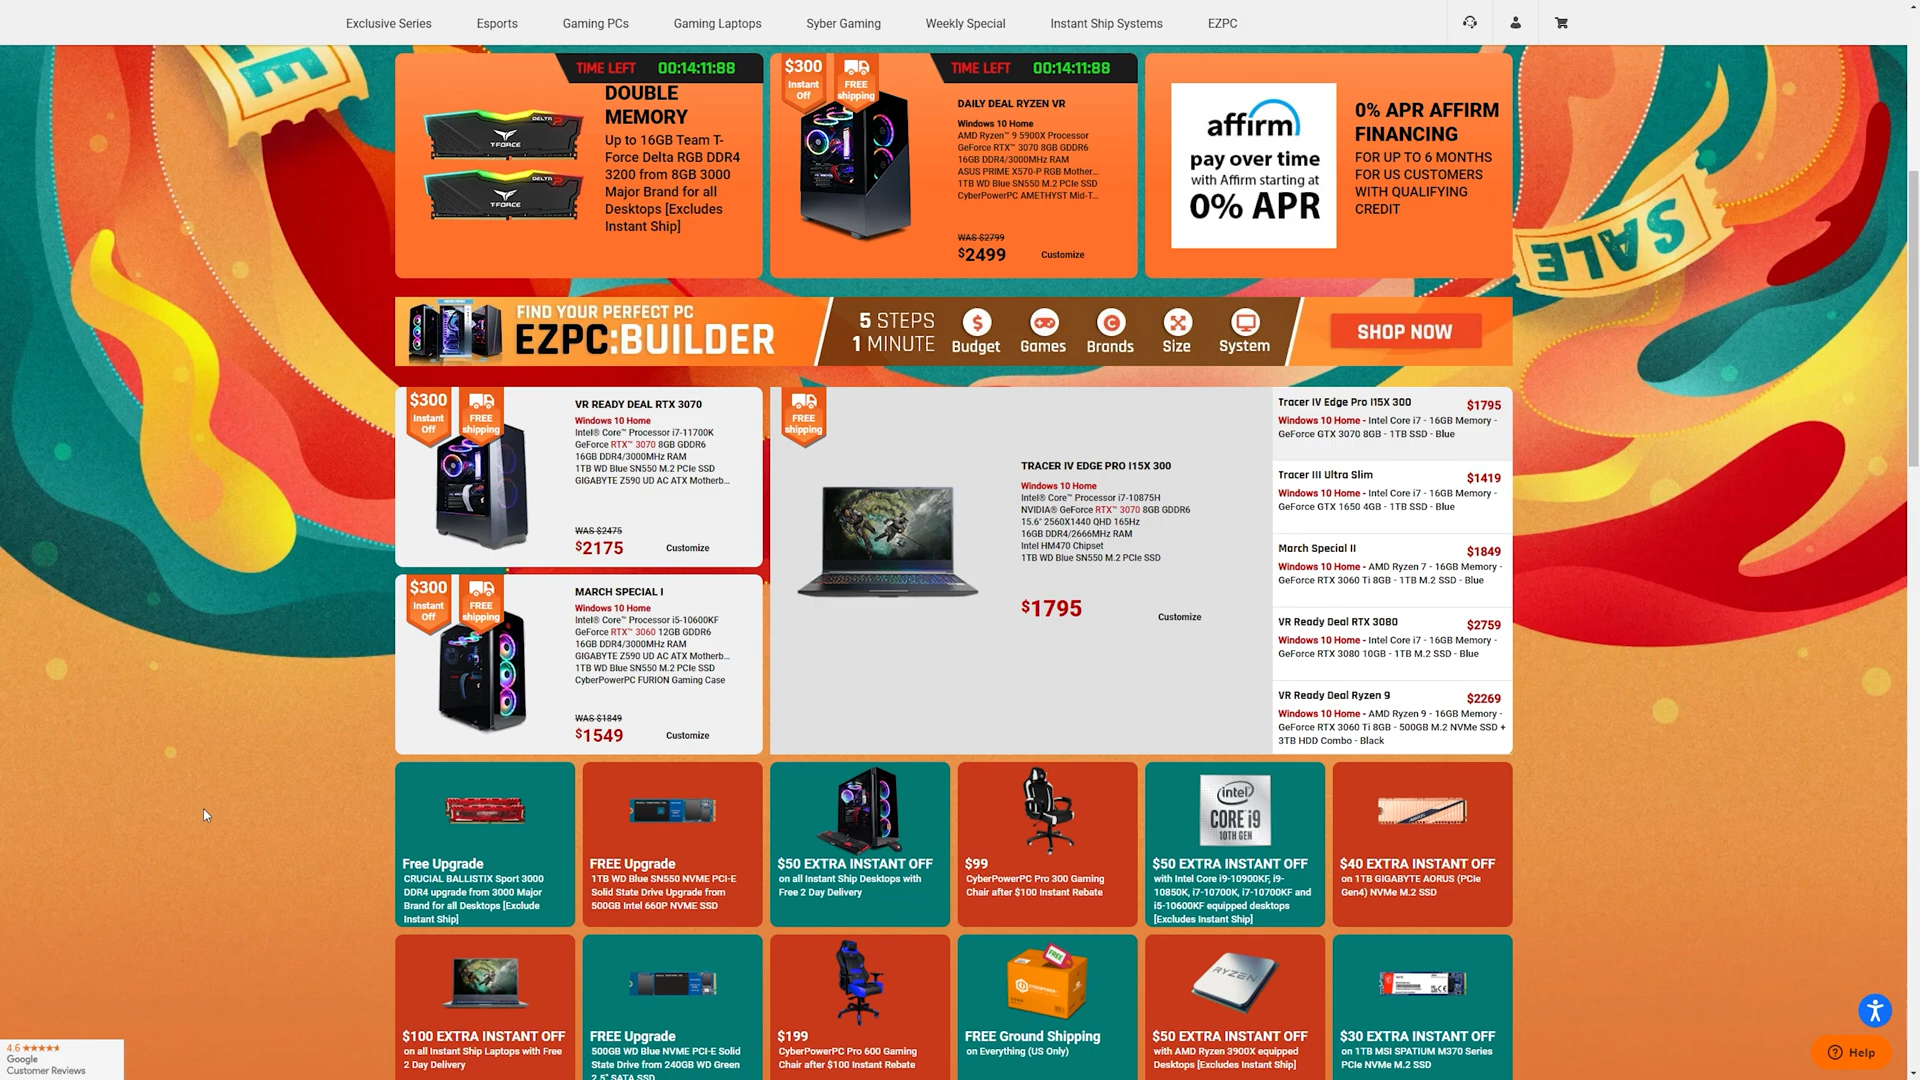 Exclusive Series
Esports
Gaming PCs
Gaming Laptops
Syber Gaming
Weekly Special
Instant Ship Systems
EZPC
TIME LEFT 00:14:11:88
DOUBLE
MEMORY
Up to 16GB Team T-
Force Delta RGB DDR4
3200 from 8GB 3000
Major Brand for all
Desktops [Excludes
Instant Ship]
DELTA
T-FORCE
DELTA
T-FORCE
$300
Instant
Off
FREE
shipping
TIME LEFT 00:14:11:88
DAILY DEAL RYZEN VR
Windows 10 Home
AMD Ryzen™ 9 5900X Processor
GeForce RTX™ 3070 8GB GDDR6
16GB DDR4/3000MHz RAM
ASUS PRIME X570-P RGB Mother...
1TB WD Blue SN550 M.2 PCIe SSD
CyberPowerPC AMETHYST Mid-T...
WAS $2799
$2499
Customize
affirm
pay over time
with Affirm starting at
0% APR
0% APR AFFIRM
FINANCING
FOR UP TO 6 MONTHS
FOR US CUSTOMERS
WITH QUALIFYING
CREDIT
SALE
FIND YOUR PERFECT PC
EZPC:BUILDER
5 STEPS
1 MINUTE
Budget
Games
Brands
Size
System
SHOP NOW
$300
Instant
Off
FREE
shipping
VR READY DEAL RTX 3070
Windows 10 Home
Intel® Core™ Processor i7-11700K
GeForce RTX™ 3070 8GB GDDR6
16GB DDR4/3000MHz RAM
1TB WD Blue SN550 M.2 PCIe SSD
GIGABYTE Z590 UD AC ATX Motherb...
WAS $2475
$2175
Customize
$300
Instant
Off
FREE
shipping
MARCH SPECIAL I
Windows 10 Home
Intel® Core™ Processor i5-10600KF
GeForce RTX™ 3060 12GB GDDR6
16GB DDR4/3000MHz RAM
GIGABYTE Z590 UD AC ATX Motherb...
1TB WD Blue SN550 M.2 PCIe SSD
CyberPowerPC FURION Gaming Case
WAS $1849
$1549
Customize
FREE
shipping
TRACER IV EDGE PRO I15X 300
Windows 10 Home
Intel® Core™ Processor i7-10875H
NVIDIA® GeForce RTX™ 3070 8GB GDDR6
15.6" 2560X1440 QHD 165Hz
16GB DDR4/2666MHz RAM
Intel HM470 Chipset
1TB WD Blue SN550 M.2 PCIe SSD
$1795
Customize
Tracer IV Edge Pro I15X 300 $1795
Windows 10 Home - Intel Core i7 - 16GB Memory -
GeForce GTX 3070 8GB - 1TB SSD - Blue
Tracer III Ultra Slim $1419
Windows 10 Home - Intel Core i7 - 16GB Memory -
GeForce GTX 1650 4GB - 1TB SSD - Blue
March Special II $1849
Windows 10 Home - AMD Ryzen 7 - 16GB Memory -
GeForce RTX 3060 Ti 8GB - 1TB M.2 SSD - Blue
VR Ready Deal RTX 3080 $2759
Windows 10 Home - Intel Core i7 - 16GB Memory -
GeForce RTX 3080 10GB - 1TB M.2 SSD - Blue
VR Ready Deal Ryzen 9 $2269
Windows 10 Home - AMD Ryzen 9 - 16GB Memory -
GeForce RTX 3060 Ti 8GB - 500GB M.2 NVMe SSD +
3TB HDD Combo - Black
Free Upgrade
CRUCIAL BALLISTIX Sport 3000
DDR4 upgrade from 3000 Major
Brand for all Desktops [Exclude
Instant Ship]
FREE Upgrade
1TB WD Blue SN550 NVME PCI-E
Solid State Drive Upgrade from
500GB Intel 660P NVME SSD
$50 EXTRA INSTANT OFF
on all Instant Ship Desktops with
Free 2 Day Delivery
$99
CyberPowerPC Pro 300 Gaming
Chair after $100 Instant Rebate
intel
CORE i9
10TH GEN
$50 EXTRA INSTANT OFF
with Intel Core i9-10900KF, i9-
10850K, i7-10700K, i7-10700KF and
i5-10600KF equipped desktops
[Excludes Instant Ship]
$40 EXTRA INSTANT OFF
on 1TB GIGABYTE AORUS (PCIe
Gen4) NVMe M.2 SSD
$100 EXTRA INSTANT OFF
on all Instant Ship Laptops with Free
2 Day Delivery
FREE Upgrade
500GB WD Blue NVME PCI-E Solid
State Drive from 240GB WD Green
2.5" SATA SSD
$199
CyberPowerPC Pro 600 Gaming
Chair after $100 Instant Rebate
FREE
FREE Ground Shipping
on Everything (US Only)
RYZEN
$50 EXTRA INSTANT OFF
with AMD Ryzen 3900X equipped
Desktops [Excludes Instant Ship]
$30 EXTRA INSTANT OFF
on 1TB MSI SPATIUM M370 Series
PCIe NVMe M.2 SSD
4.6
Google
Customer Reviews
Help